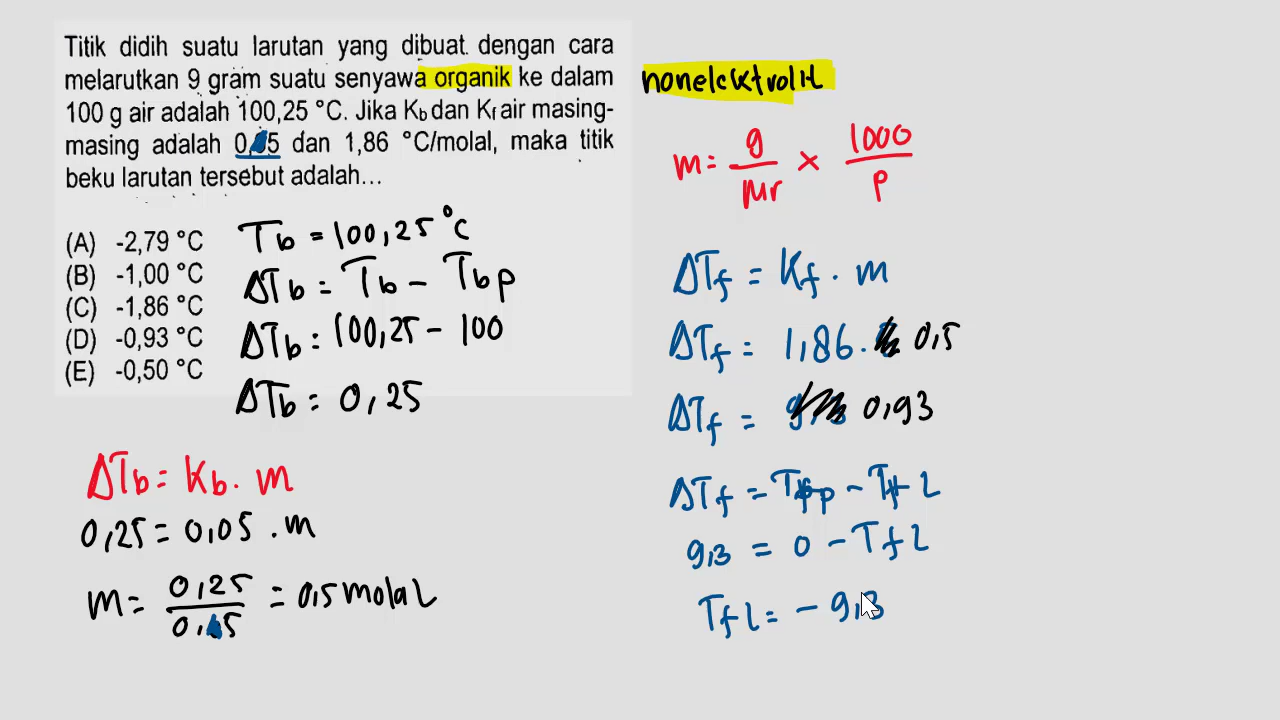 Titik didih suatu larutan yang dibuat dengan cara
melarutkan 9 gram suatu senyawa organik ke dalam
100 g air adalah 100,25 °C. Jika Kb dan Kf air masing-
masing adalah 0, 5 dan 1,86 °C/molal, maka titik
beku larutan tersebut adalah...
(A) -2,79 °C
(B) -1,00 °C
(C) -1,86 °C
(D) -0,93 °C
(E) -0,50 °C
Tb = 100,25 °C
ΔTb = Tb - Tbp
ΔTb = 100,25 - 100
ΔTb = 0,25
ΔTb = Kb. m
0,25 = 0,05 . m
m = 0,25 / 0, 5 = 0,5 molal
nonelektrolit
m = g / Mr × 1000 / P
ΔTf = Kf . m
ΔTf = 1,86 . 0,5
ΔTf = 0,93
ΔTf = Tfp - Tf L
9,3 = 0 - Tf L
Tf L = - 9,3